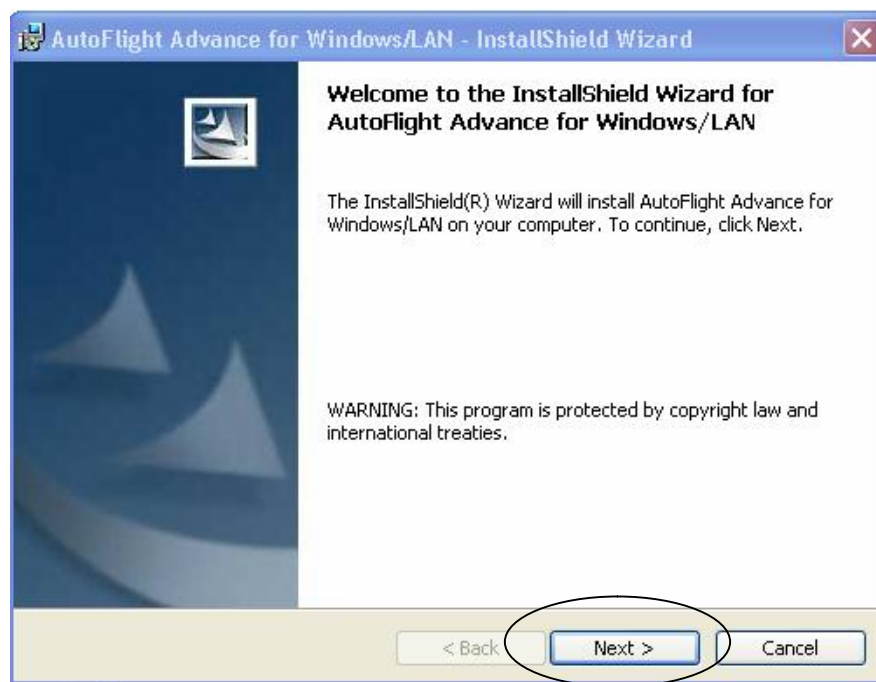 AutoFlight Advance for Windows/LAN - InstallShield Wizard
Welcome to the InstallShield Wizard for
AutoFlight Advance for Windows/LAN
The InstallShield(R) Wizard will install AutoFlight Advance for
Windows/LAN on your computer. To continue, click Next.
WARNING: This program is protected by copyright law and
international treaties.
< Back Next > Cancel